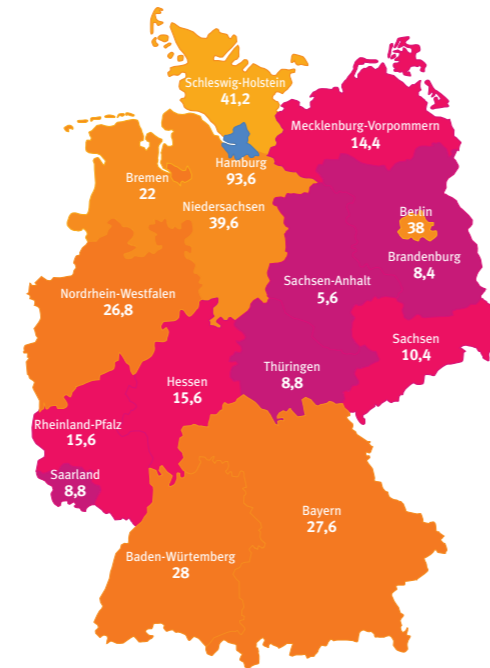 Schleswig-Holstein
41,2
Mecklenburg-Vorpommern
14,4
Hamburg
93,6
Bremen
22
Niedersachsen
39,6
Berlin
38
Brandenburg
8,4
Sachsen-Anhalt
5,6
Nordrhein-Westfalen
26,8
Sachsen
10,4
Thüringen
8,8
Hessen
15,6
Rheinland-Pfalz
15,6
Saarland
8,8
Bayern
27,6
Baden-Würtemberg
28